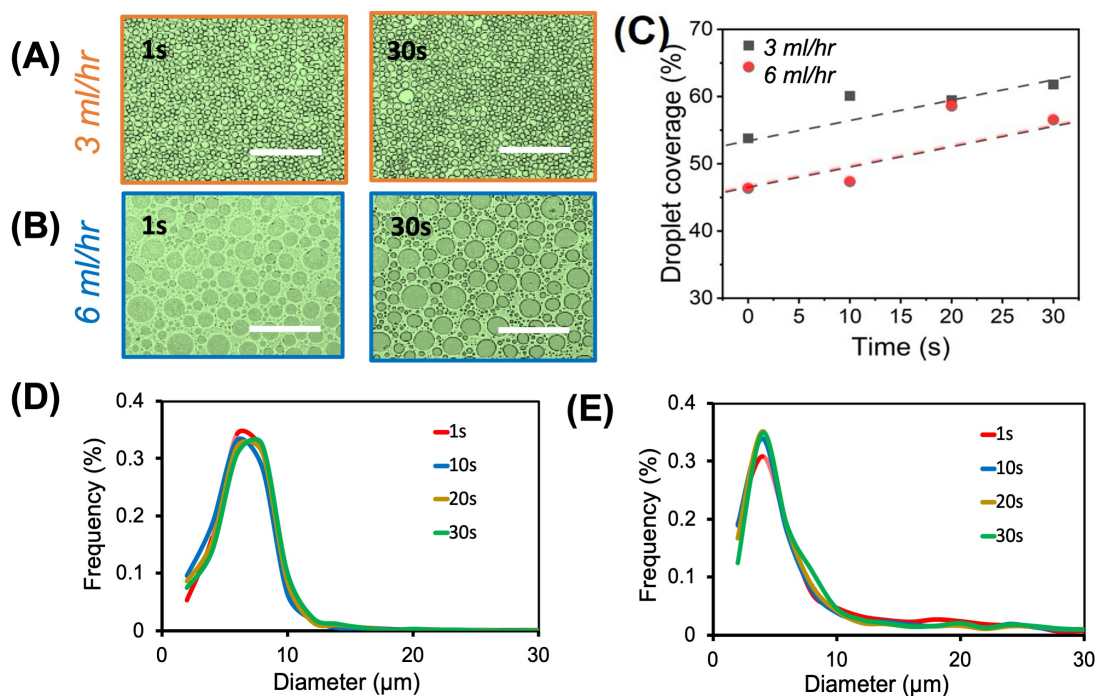 (A)
3 ml/hr
1s
30s
(B)
6 ml/hr
1s
30s
(C)
Droplet coverage (%)
70
60
50
40
30
3 ml/hr
6 ml/hr
0
5
10
15
20
25
30
Time (s)
(D)
Frequency (%)
0.4
0.3
0.2
0.1
0
1s
10s
20s
30s
0
10
20
30
Diameter (µm)
(E)
Frequency (%)
0.4
0.3
0.2
0.1
0
1s
10s
20s
30s
0
10
20
30
Diameter (µm)